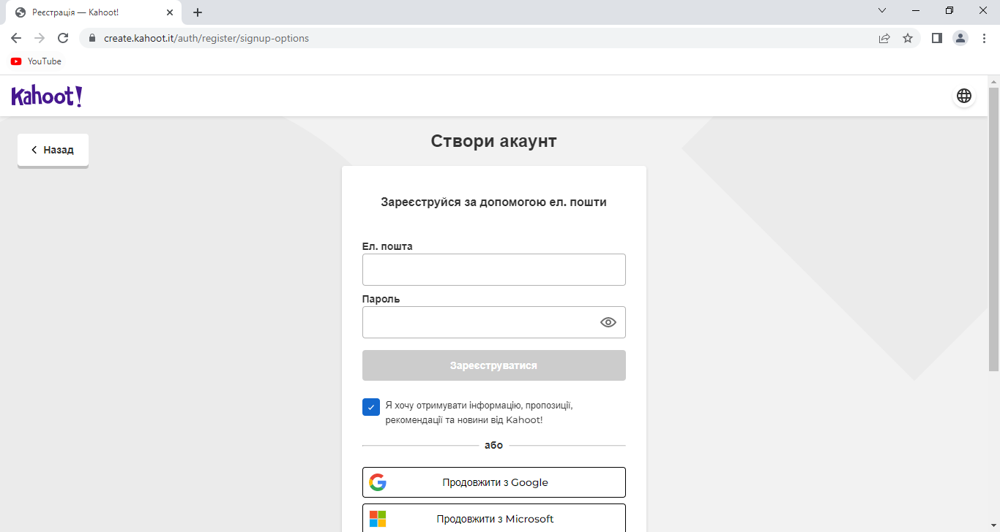 Реєстрація — Kahoot!
create.kahoot.it/auth/register/signup-options
YouTube
Kahoot!
Назад
Створи акаунт
Зареєструйся за допомогою ел. пошти
Ел. пошта
Пароль
Зареєструватися
Я хочу отримувати інформацію, пропозиції,
рекомендації та новини від Kahoot!
або
Продовжити з Google
Продовжити з Microsoft